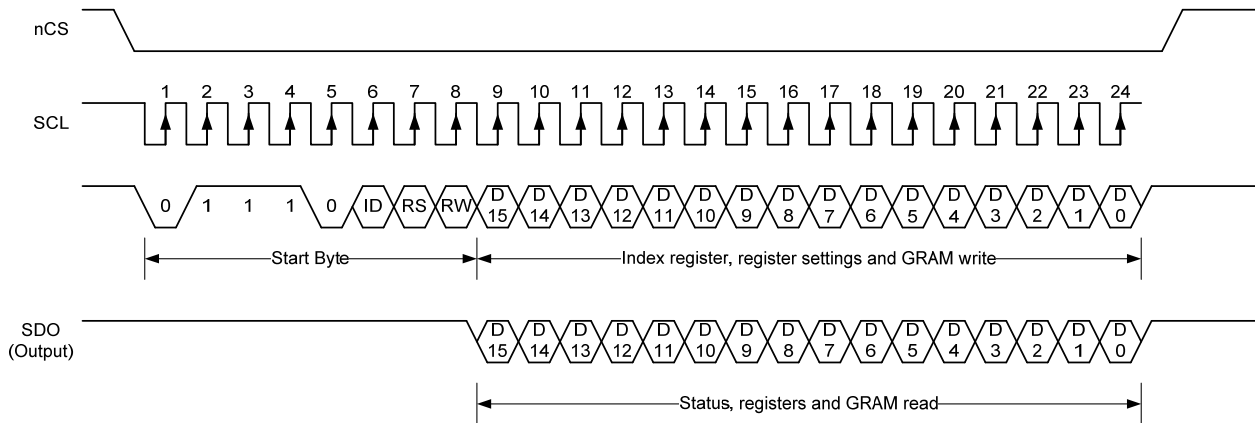 nCS
1 2 3 4 5 6 7 8 9 10 11 12 13 14 15 16 17 18 19 20 21 22 23 24
SCL
0 1 1 1 0 ID RS RW D 15 D 14 D 13 D 12 D 11 D 10 D 9 D 8 D 7 D 6 D 5 D 4 D 3 D 2 D 1 D 0
Start Byte Index register, register settings and GRAM write
SDO
(Output)
D 15 D 14 D 13 D 12 D 11 D 10 D 9 D 8 D 7 D 6 D 5 D 4 D 3 D 2 D 1 D 0
Status, registers and GRAM read